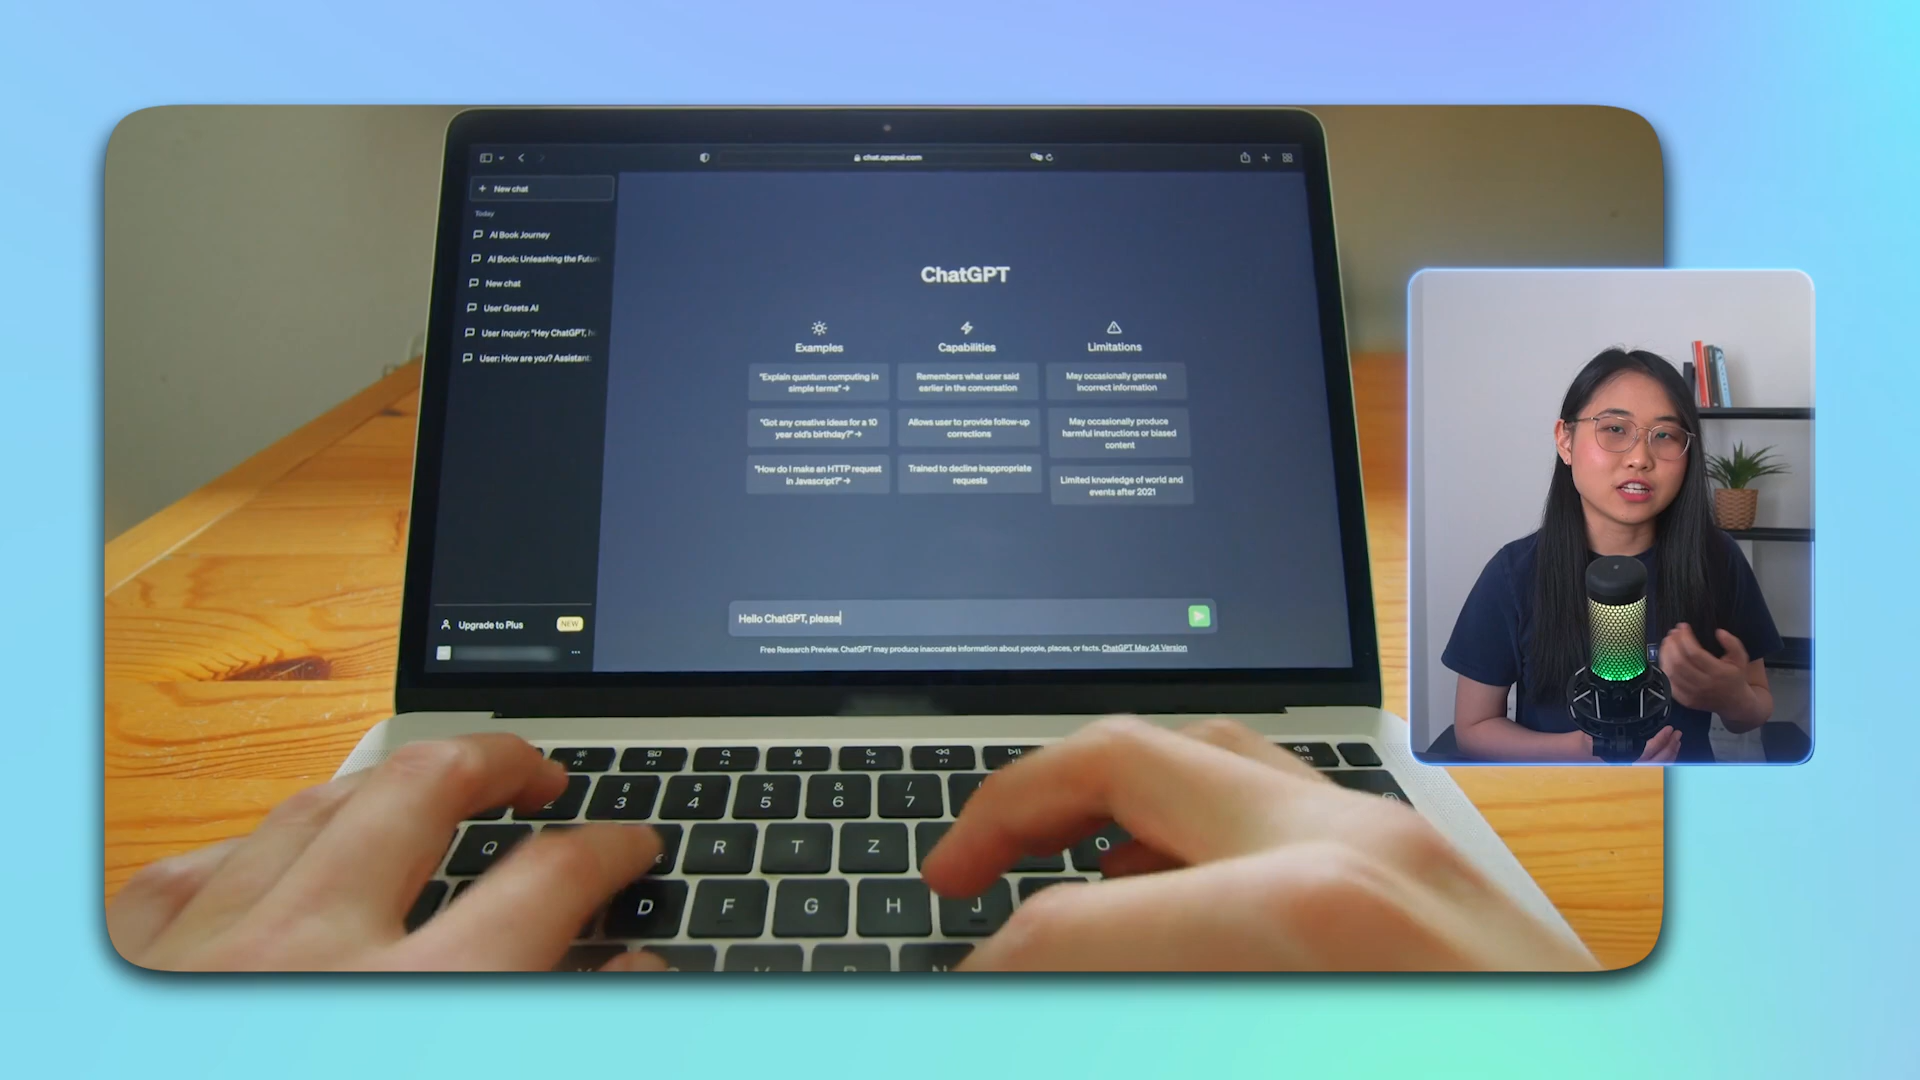 chat.openai.com
New chat
Today
AI Book Journey
AI Book: Unleashing the Futur
New chat
User Greets AI
User Inquiry: "Hey ChatGPT, h
User: How are you? Assistant:
Upgrade to Plus
NEW
ChatGPT
Examples
"Explain quantum computing in
simple terms" →
"Got any creative ideas for a 10
year old's birthday?" →
"How do I make an HTTP request
in Javascript?" →
Capabilities
Remembers what user said
earlier in the conversation
Allows user to provide follow-up
corrections
Trained to decline inappropriate
requests
Limitations
May occasionally generate
incorrect information
May occasionally produce
harmful instructions or biased
content
Limited knowledge of world and
events after 2021
Hello ChatGPT, please
Free Research Preview. ChatGPT may produce inaccurate information about people, places, or facts. ChatGPT May 24 Version
F2 F4 F5 F6 F7
2 § 3 $ 4 % 5 & 6 / 7
Q R T Z O
D F G H J